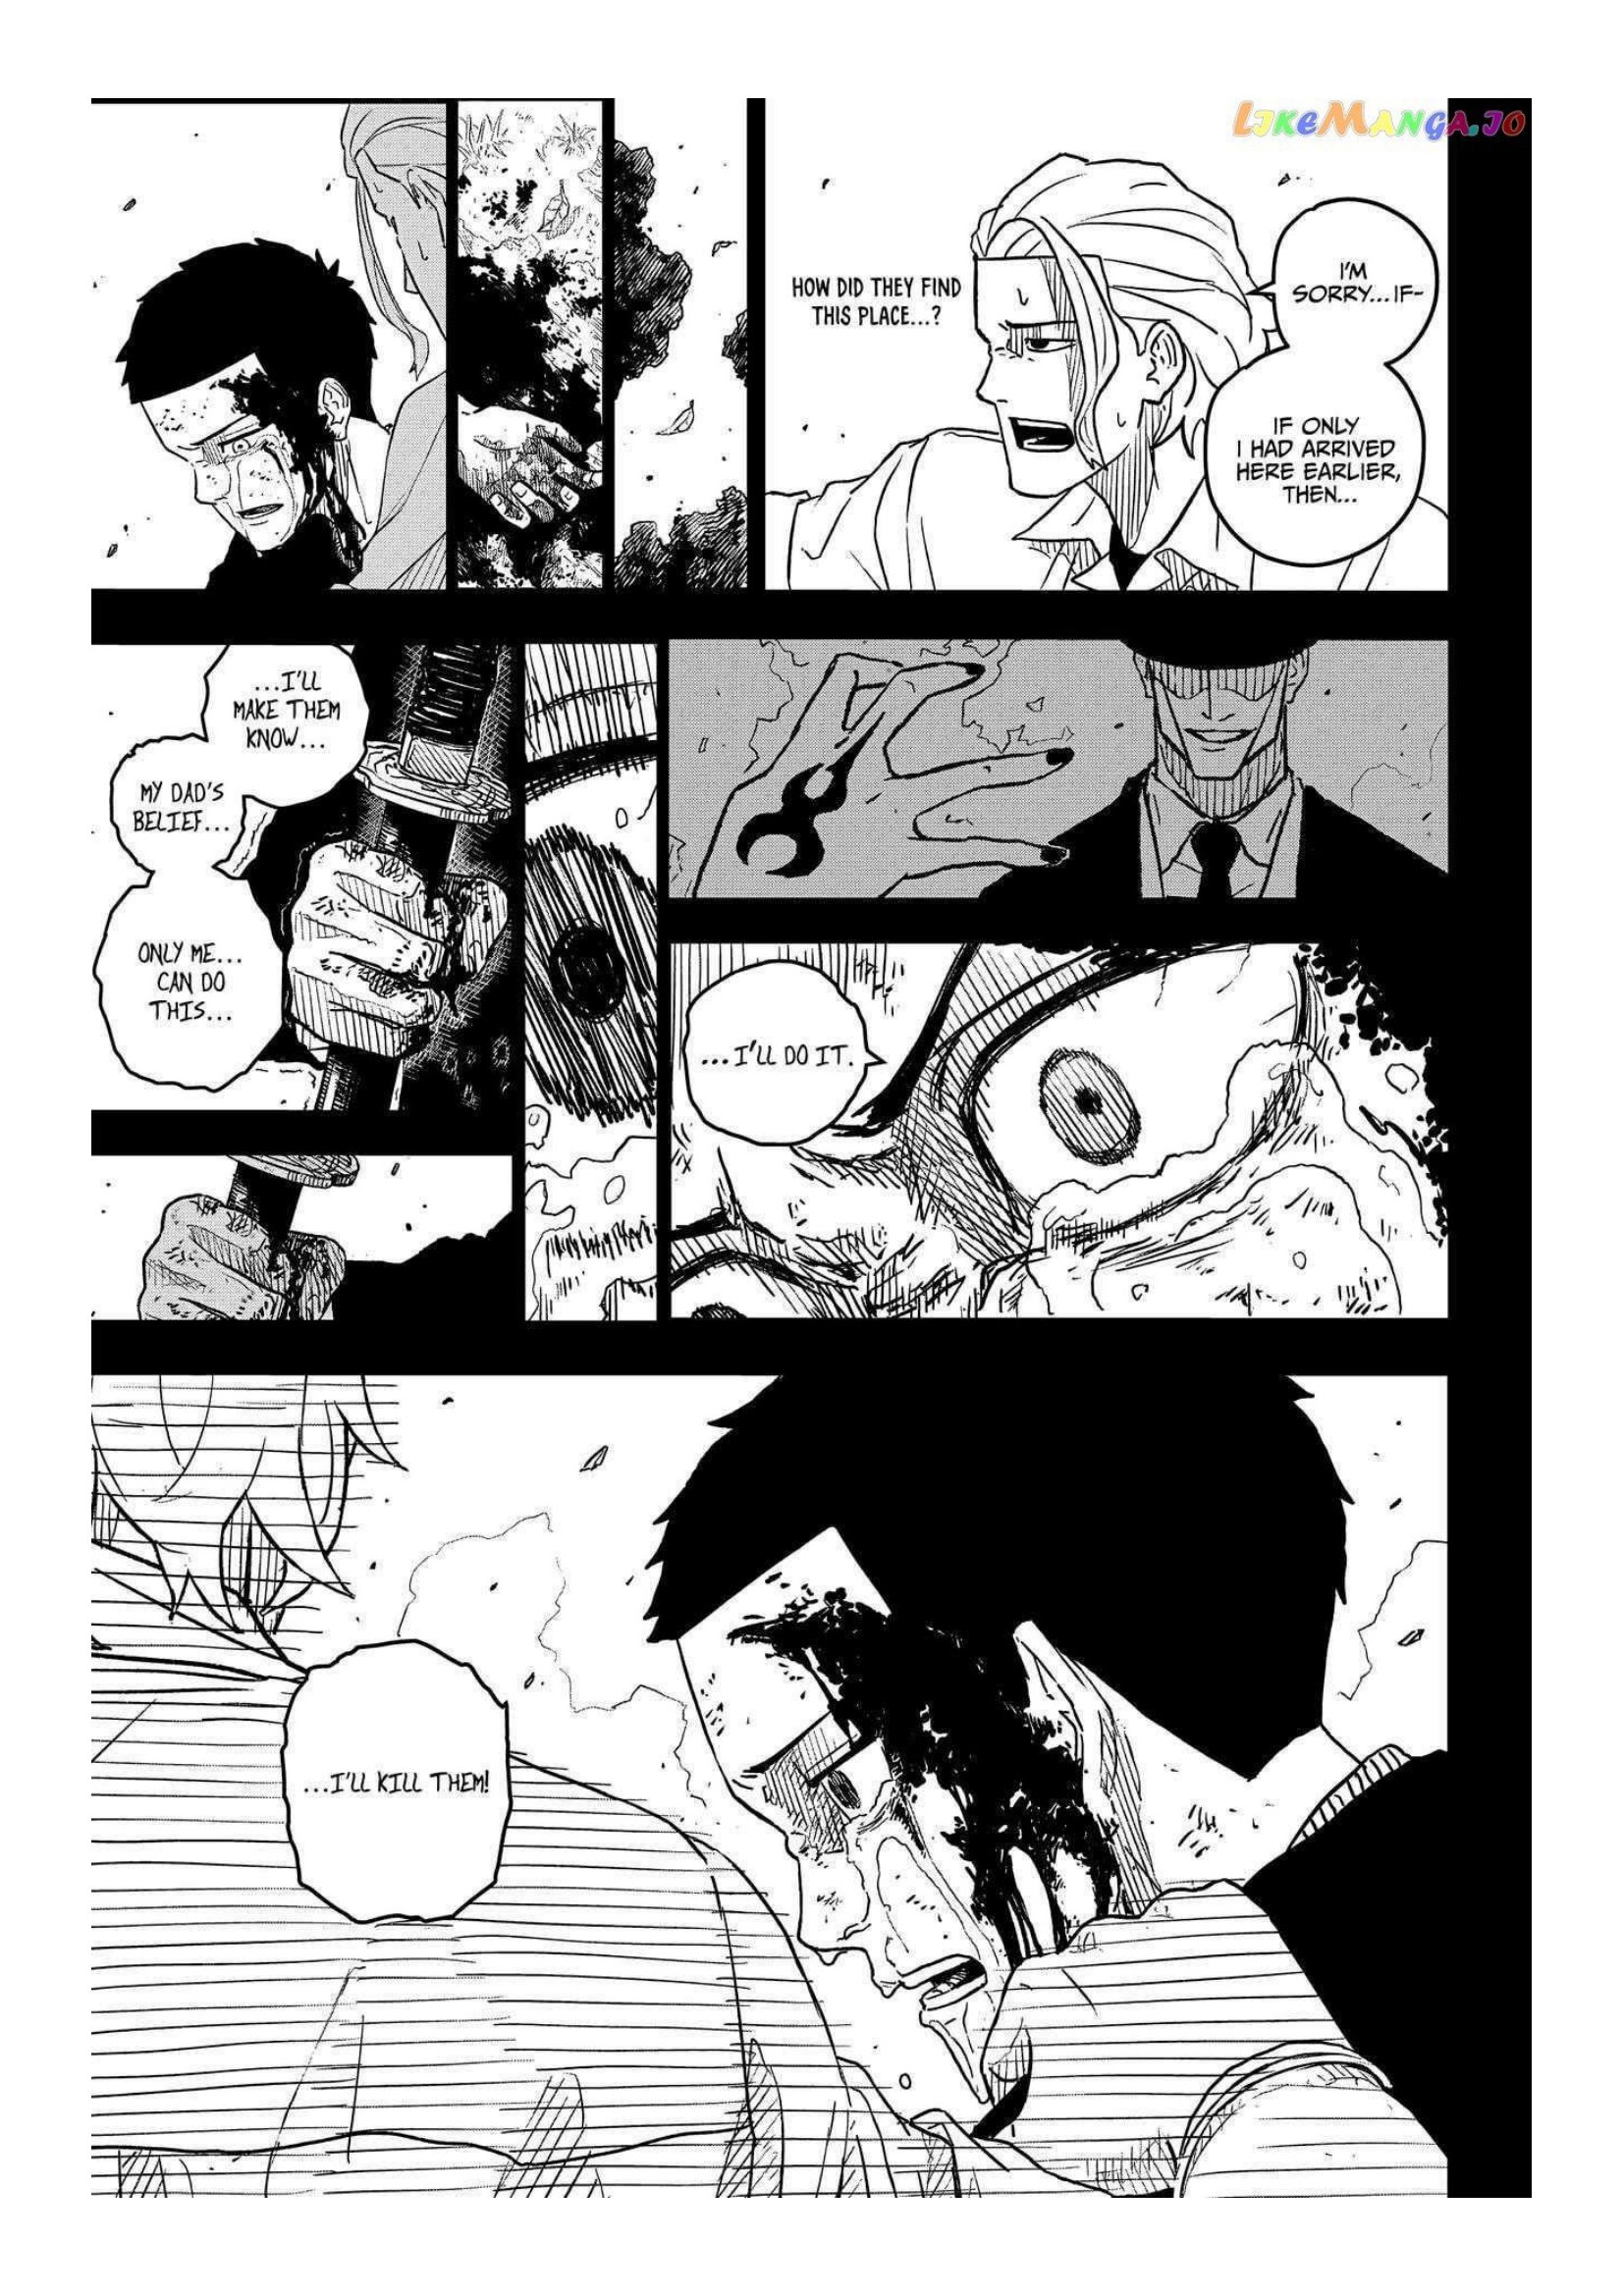 LIKEMANGA.IO
I'M
SORRY...IF-
IF ONLY
I HAD ARRIVED
HERE EARLIER,
THEN...
HOW DID THEY FIND
THIS PLACE...?
...I'LL DO IT.
...I'LL
MAKE THEM
KNOW...
MY DAD'S
BELIEF...
ONLY ME...
CAN DO
THIS...
...I'LL KILL THEM!